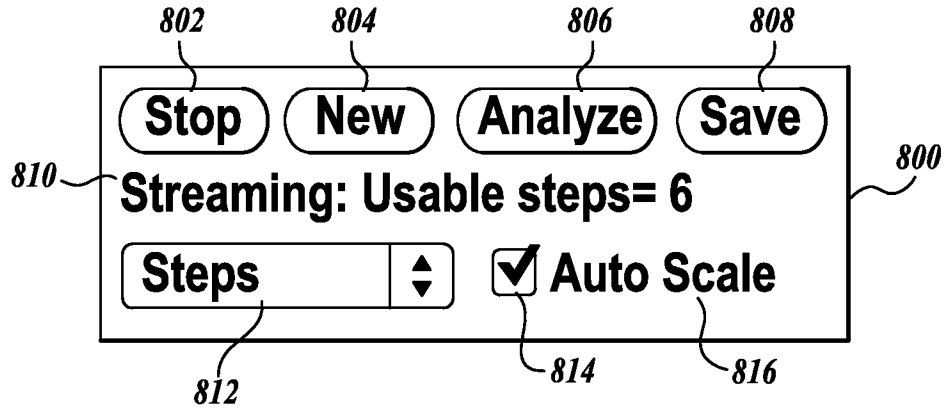 802 804 806 808
Stop New Analyze Save
800
810 Streaming: Usable steps= 6
Steps Auto Scale
812 814 816